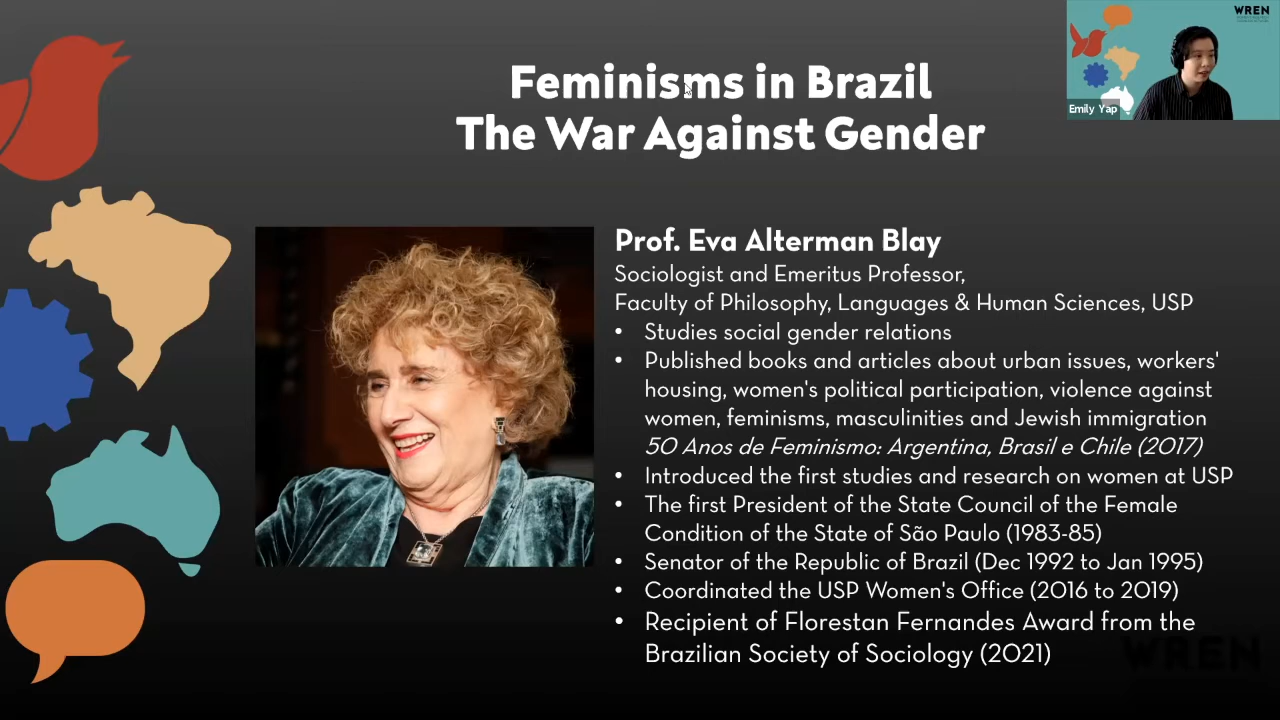 WREN
Emily Yap
Feminisms in Brazil
The War Against Gender
Prof. Eva Alterman Blay
Sociologist and Emeritus Professor,
Faculty of Philosophy, Languages & Human Sciences, USP
• Studies social gender relations
• Published books and articles about urban issues, workers'
housing, women's political participation, violence against
women, feminisms, masculinities and Jewish immigration
50 Anos de Feminismo: Argentina, Brasil e Chile (2017)
• Introduced the first studies and research on women at USP
• The first President of the State Council of the Female
Condition of the State of São Paulo (1983-85)
• Senator of the Republic of Brazil (Dec 1992 to Jan 1995)
• Coordinated the USP Women's Office (2016 to 2019)
• Recipient of Florestan Fernandes Award from the
Brazilian Society of Sociology (2021)
WREN